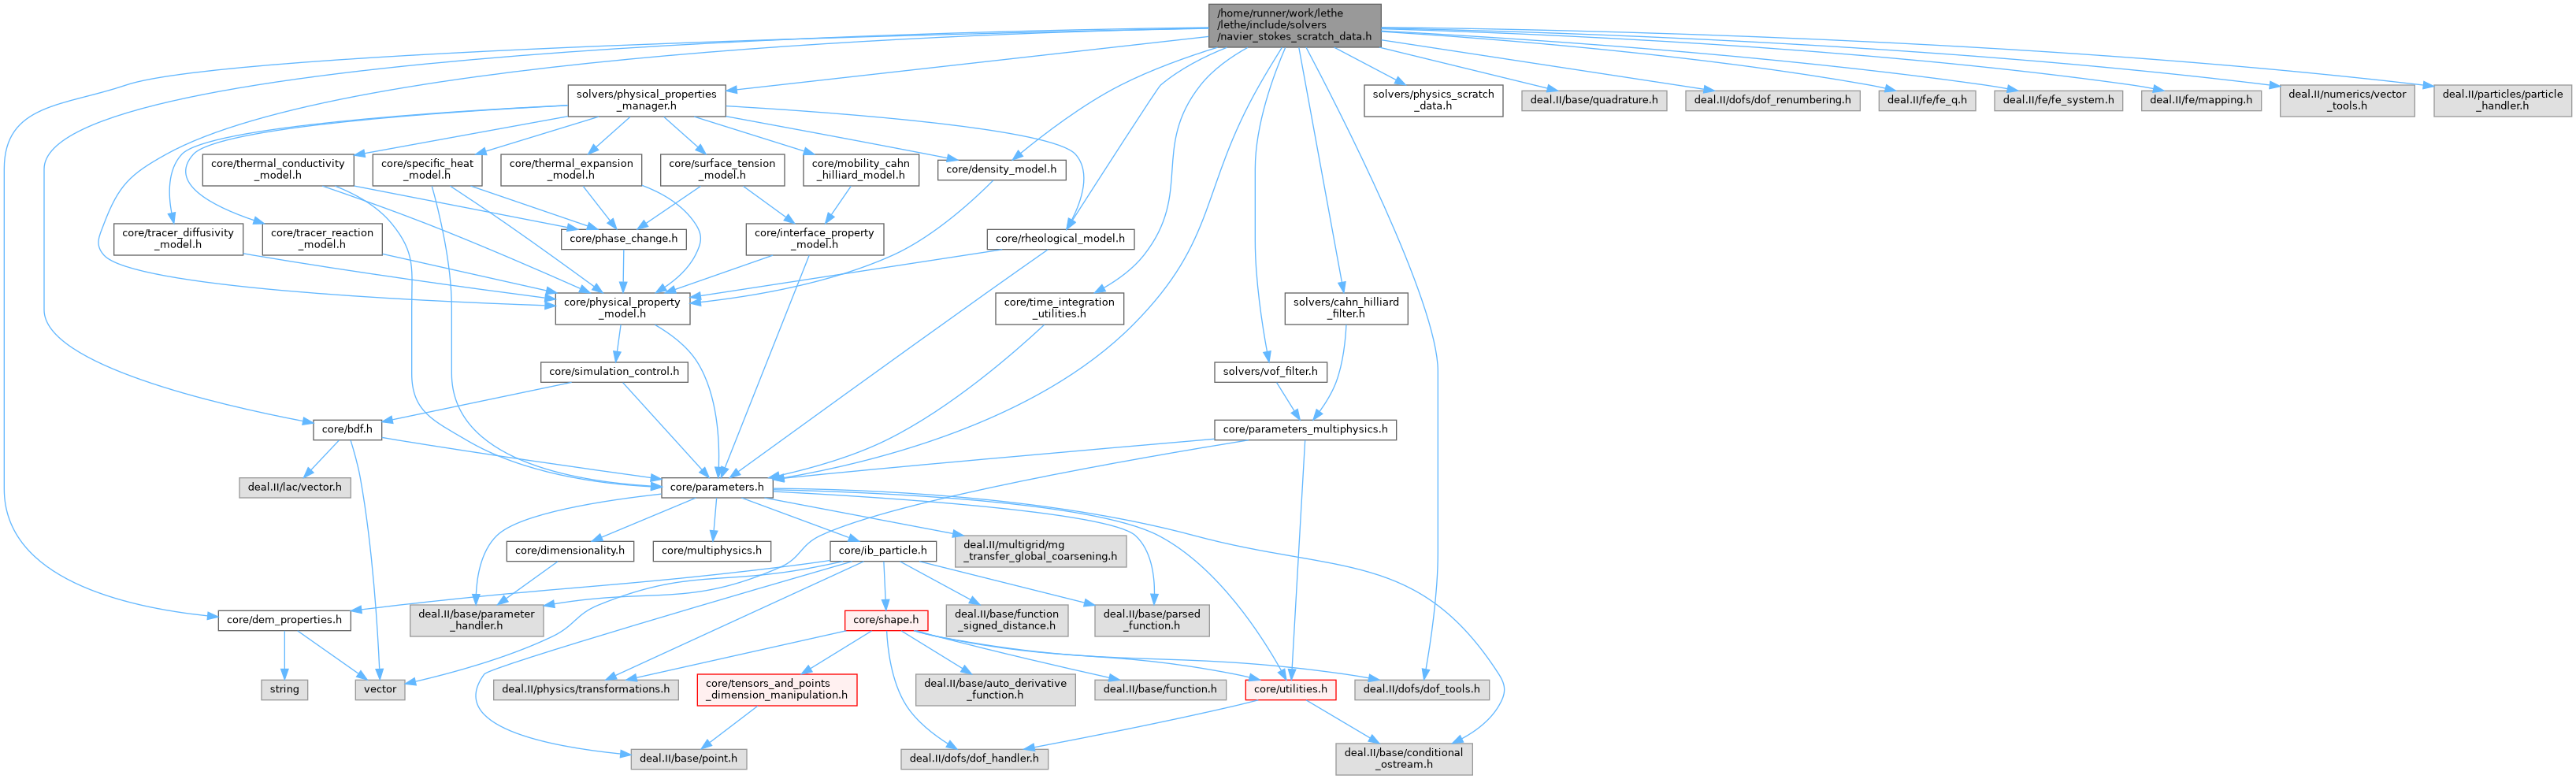 /home/runner/work/lethe
/lethe/include/solvers
/navier_stokes_scratch_data.h
solvers/physical_properties
_manager.h
solvers/physics_scratch
_data.h
deal.II/base/quadrature.h
deal.II/dofs/dof_renumbering.h
deal.II/fe/fe_q.h
deal.II/fe/fe_system.h
deal.II/fe/mapping.h
deal.II/numerics/vector
_tools.h
deal.II/particles/particle
_handler.h
core/thermal_conductivity
_model.h
core/specific_heat
_model.h
core/thermal_expansion
_model.h
core/surface_tension
_model.h
core/mobility_cahn
_hilliard_model.h
core/density_model.h
core/tracer_diffusivity
_model.h
core/tracer_reaction
_model.h
core/phase_change.h
core/interface_property
_model.h
core/rheological_model.h
core/physical_property
_model.h
core/time_integration
_utilities.h
solvers/cahn_hilliard
_filter.h
core/simulation_control.h
solvers/vof_filter.h
core/bdf.h
core/parameters_multiphysics.h
deal.II/lac/vector.h
core/parameters.h
core/dimensionality.h
core/multiphysics.h
core/ib_particle.h
deal.II/multigrid/mg
_transfer_global_coarsening.h
core/dem_properties.h
deal.II/base/parameter
_handler.h
core/shape.h
deal.II/base/function
_signed_distance.h
deal.II/base/parsed
_function.h
string
vector
deal.II/physics/transformations.h
core/tensors_and_points
_dimension_manipulation.h
deal.II/base/auto_derivative
_function.h
deal.II/base/function.h
core/utilities.h
deal.II/dofs/dof_tools.h
deal.II/base/point.h
deal.II/dofs/dof_handler.h
deal.II/base/conditional
_ostream.h